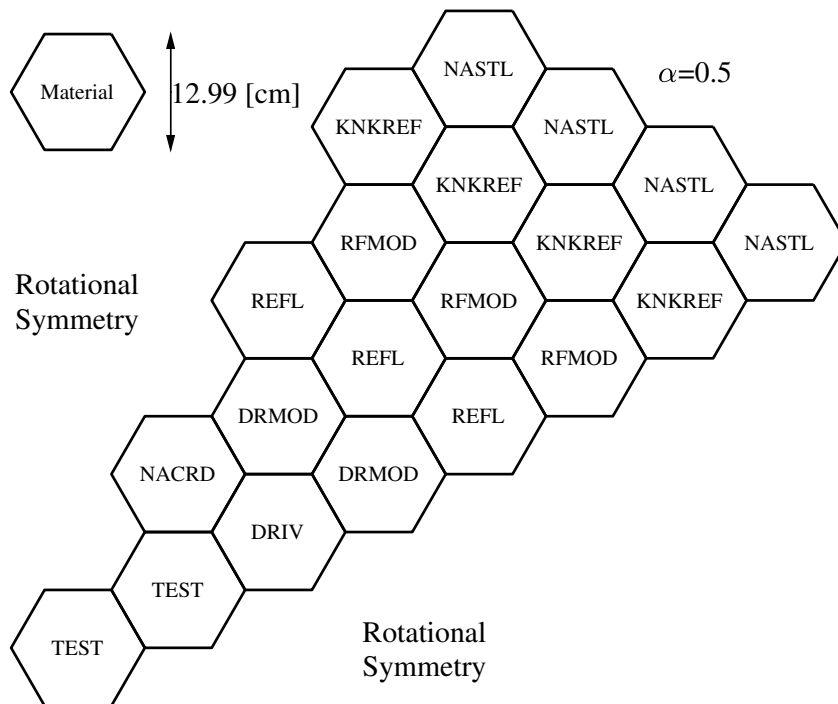 NASTL
α=0.5
Material
12.99 [cm]
KNKREF
NASTL
KNKREF
NASTL
RFMOD
KNKREF
NASTL
Rotational
Symmetry
REFL
RFMOD
KNKREF
REFL
RFMOD
DRMOD
REFL
NACRD
DRMOD
DRIV
TEST
Rotational
Symmetry
TEST